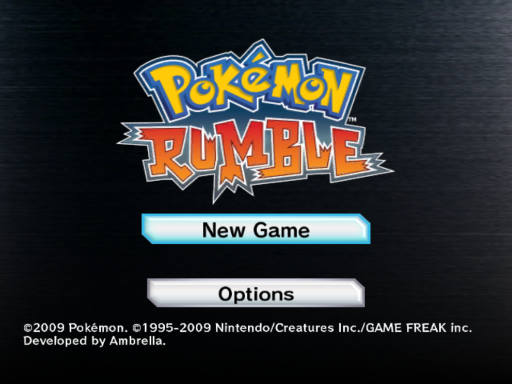 POKéMON
RUMBLE
™
New Game
Options
©2009 Pokémon. ©1995-2009 Nintendo/Creatures Inc./GAME FREAK inc.
Developed by Ambrella.